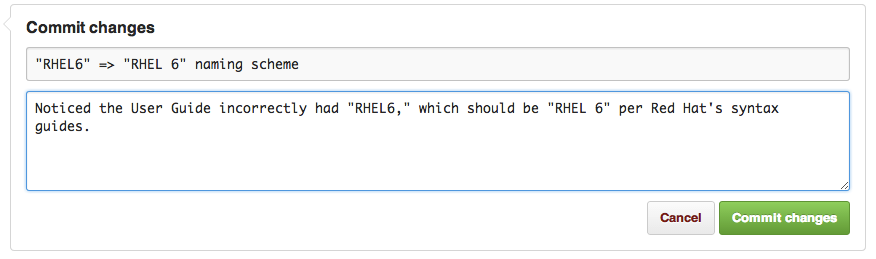 Commit changes
"RHEL6" => "RHEL 6" naming scheme
Noticed the User Guide incorrectly had "RHEL6," which should be "RHEL 6" per Red Hat's syntax
guides.
Cancel
Commit changes